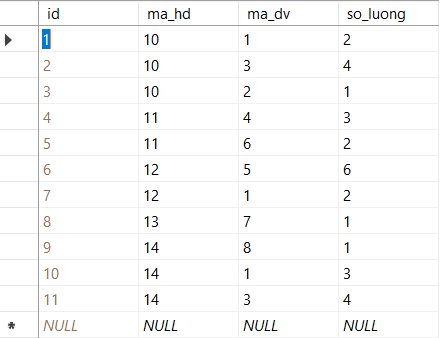 id ma_hd ma_dv so_luong
1 10 1 2
2 10 3 4
3 10 2 1
4 11 4 3
5 11 6 2
6 12 5 6
7 12 1 2
8 13 7 1
9 14 8 1
10 14 1 3
11 14 3 4
* NULL NULL NULL NULL